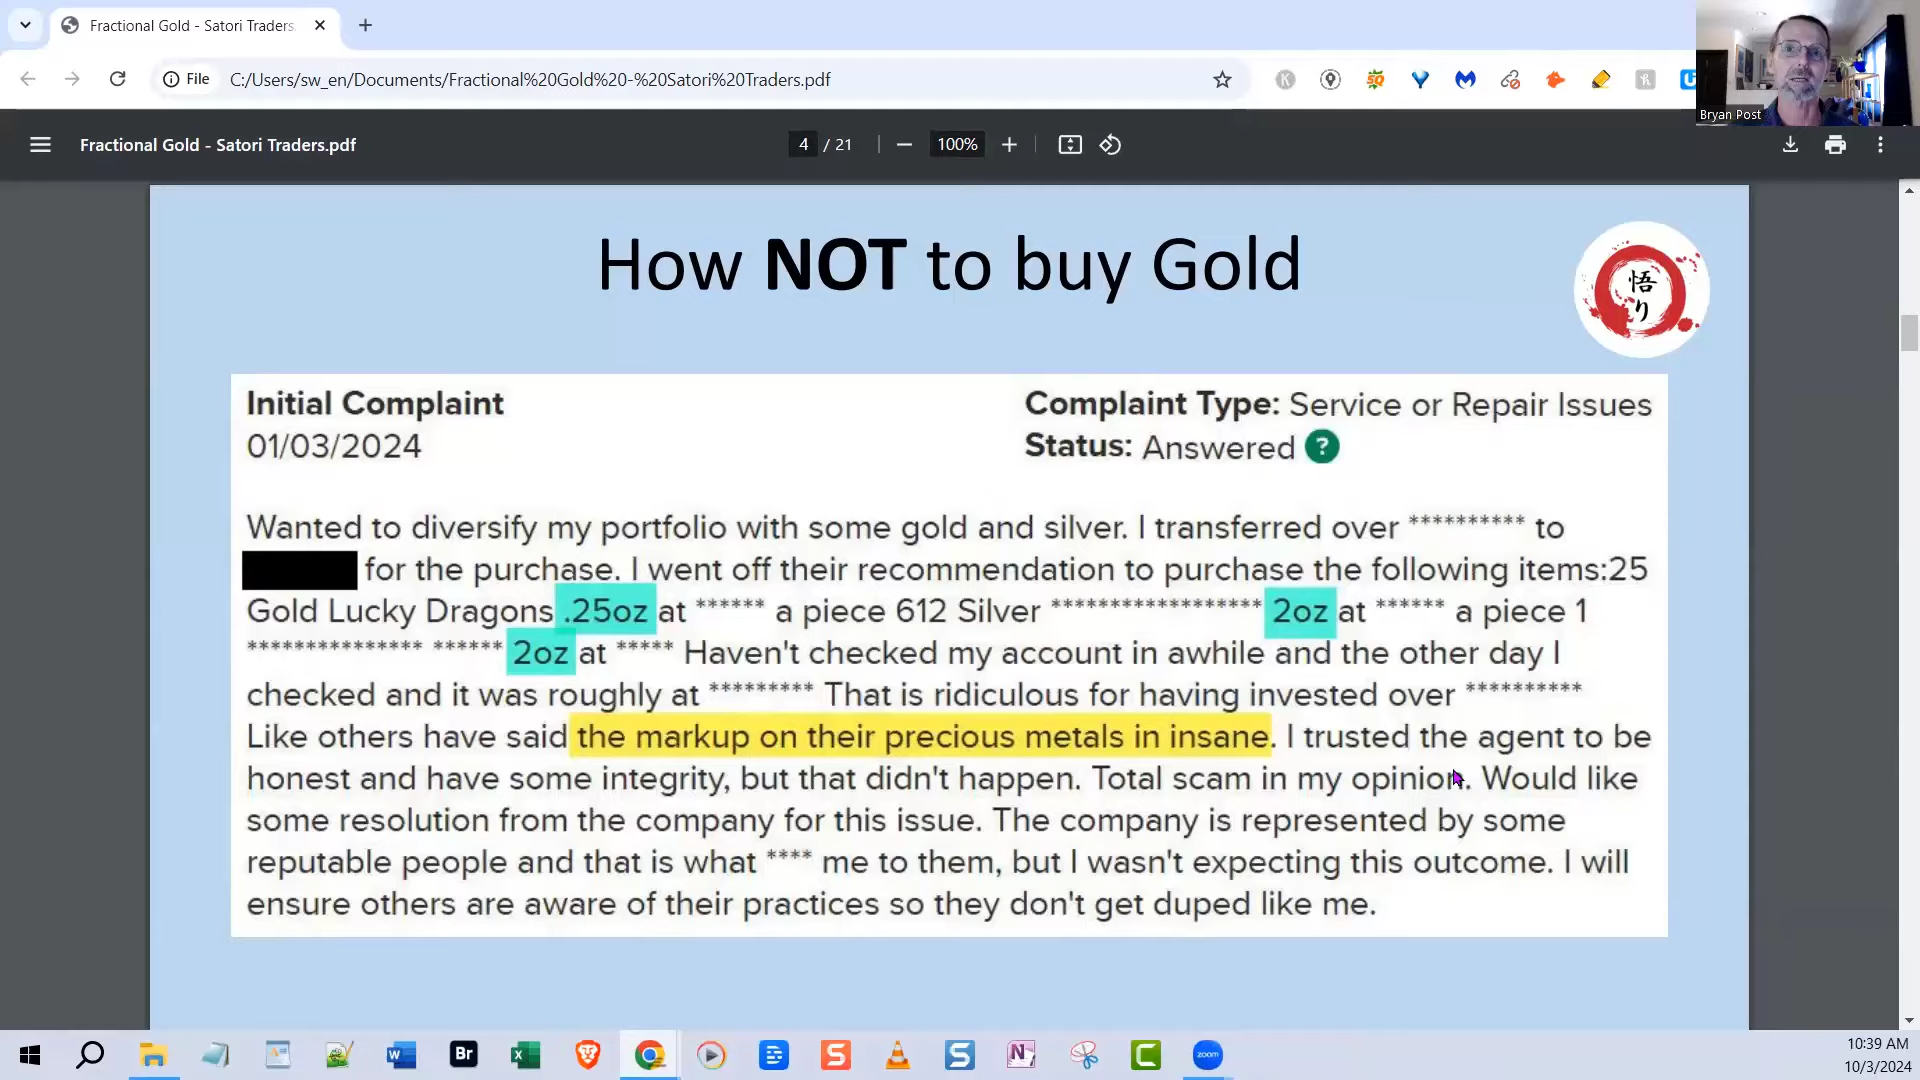 Fractional Gold - Satori Traders.
File
C:/Users/sw_en/Documents/Fractional%20Gold%20-%20Satori%20Traders.pdf
Bryan Post
Fractional Gold - Satori Traders.pdf
4 / 21
100%
How NOT to buy Gold
悟り
Initial Complaint
01/03/2024
Complaint Type: Service or Repair Issues
Status: Answered ?
Wanted to diversify my portfolio with some gold and silver. I transferred over ********** to
for the purchase. I went off their recommendation to purchase the following items:25
Gold Lucky Dragons .25oz at ****** a piece 612 Silver ****************** 2oz at ****** a piece 1
*************** ****** 2oz at ***** Haven't checked my account in awhile and the other day I
checked and it was roughly at ********* That is ridiculous for having invested over **********
Like others have said the markup on their precious metals in insane. I trusted the agent to be
honest and have some integrity, but that didn't happen. Total scam in my opinion. Would like
some resolution from the company for this issue. The company is represented by some
reputable people and that is what **** me to them, but I wasn't expecting this outcome. I will
ensure others are aware of their practices so they don't get duped like me.
Br
zoom
10:39 AM
10/3/2024